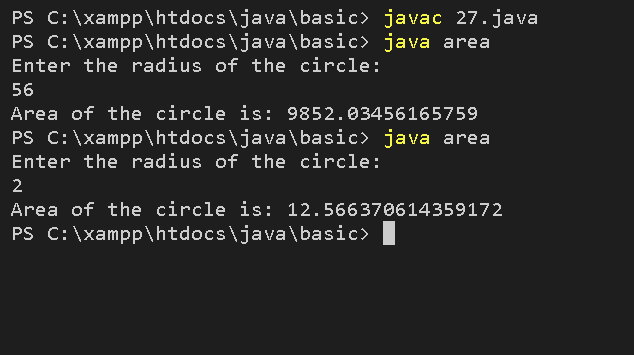 PS C:\xampp\htdocs\java\basic> javac 27.java
PS C:\xampp\htdocs\java\basic> java area
Enter the radius of the circle:
56
Area of the circle is: 9852.03456165759
PS C:\xampp\htdocs\java\basic> java area
Enter the radius of the circle:
2
Area of the circle is: 12.566370614359172
PS C:\xampp\htdocs\java\basic>